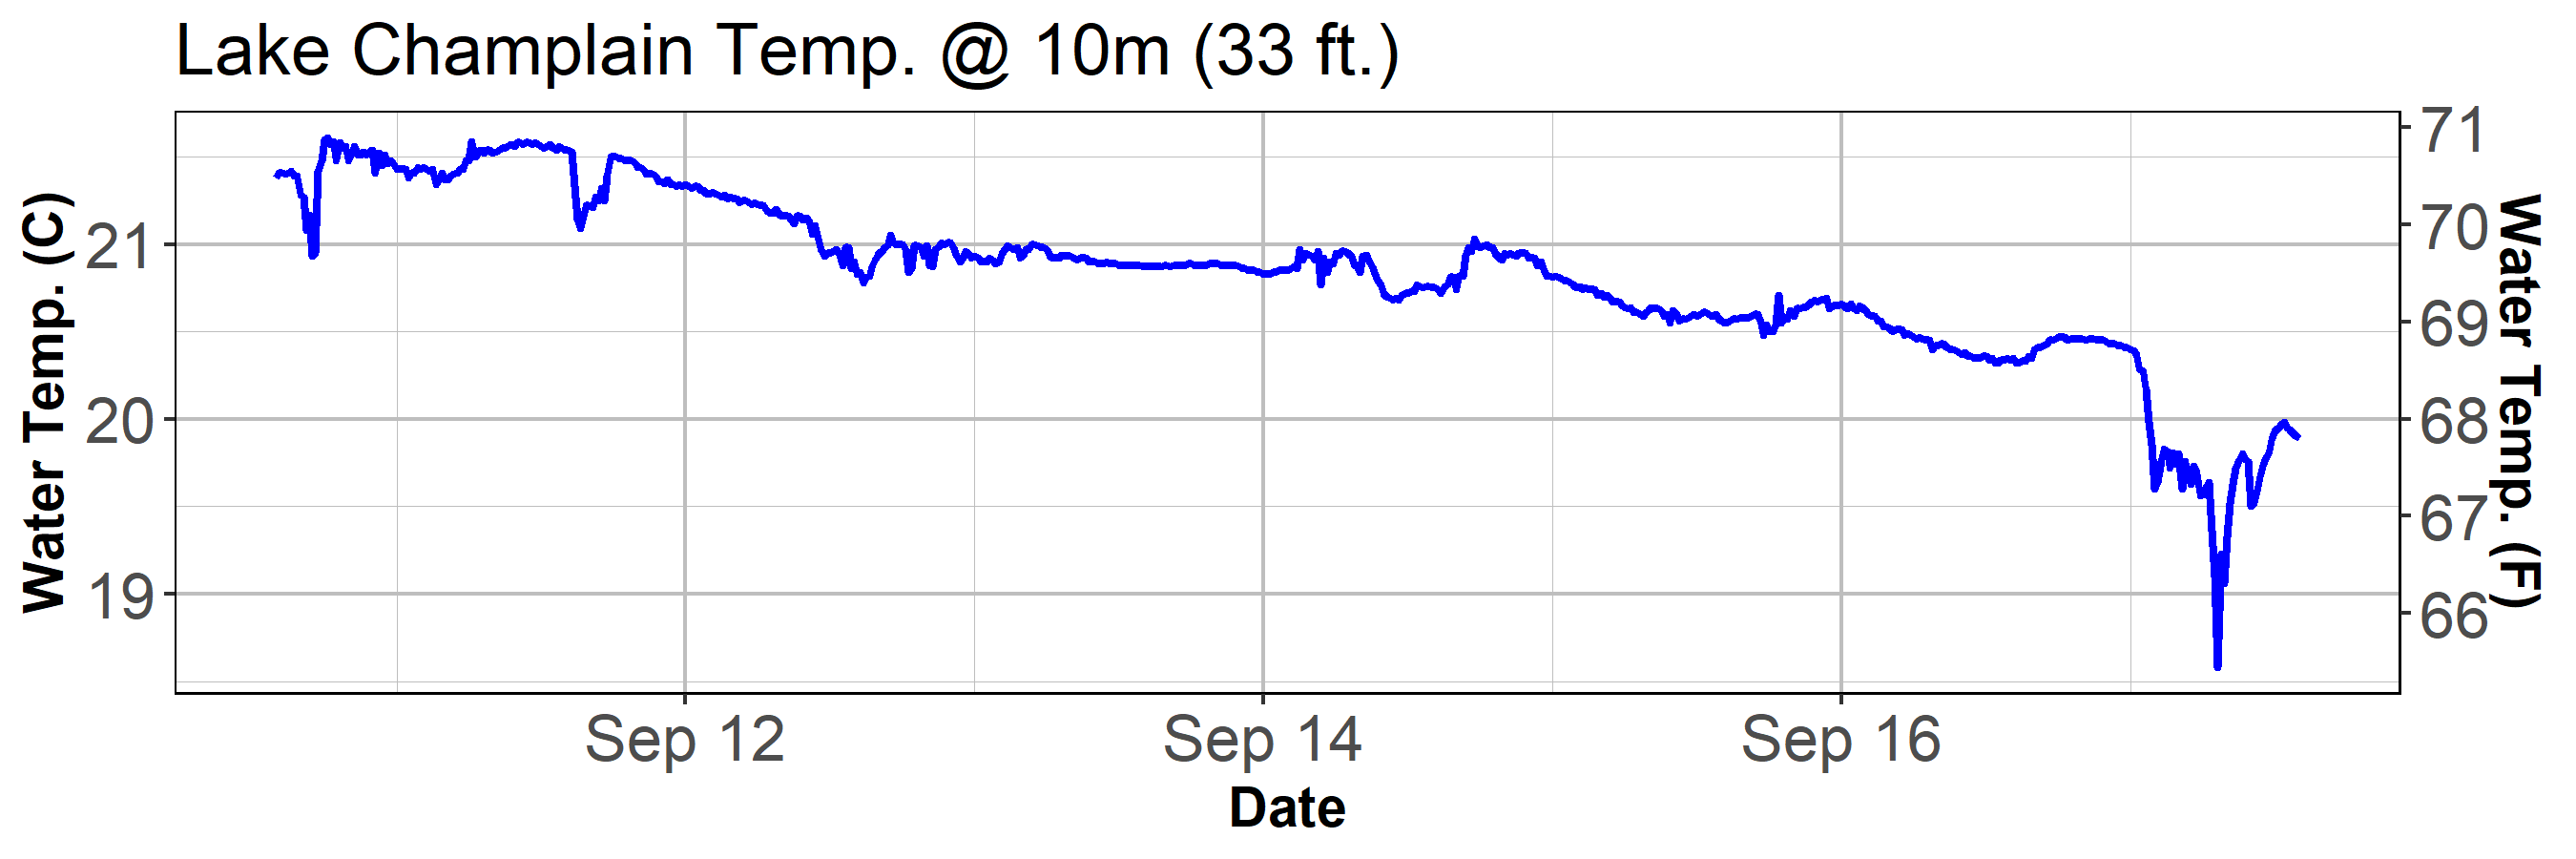 Lake Champlain Temp. @ 10m (33 ft.)
Water Temp. (C)
21
20
19
71
70
69
68
67
66
Water Temp. (F)
Sep 12
Sep 14
Sep 16
Date